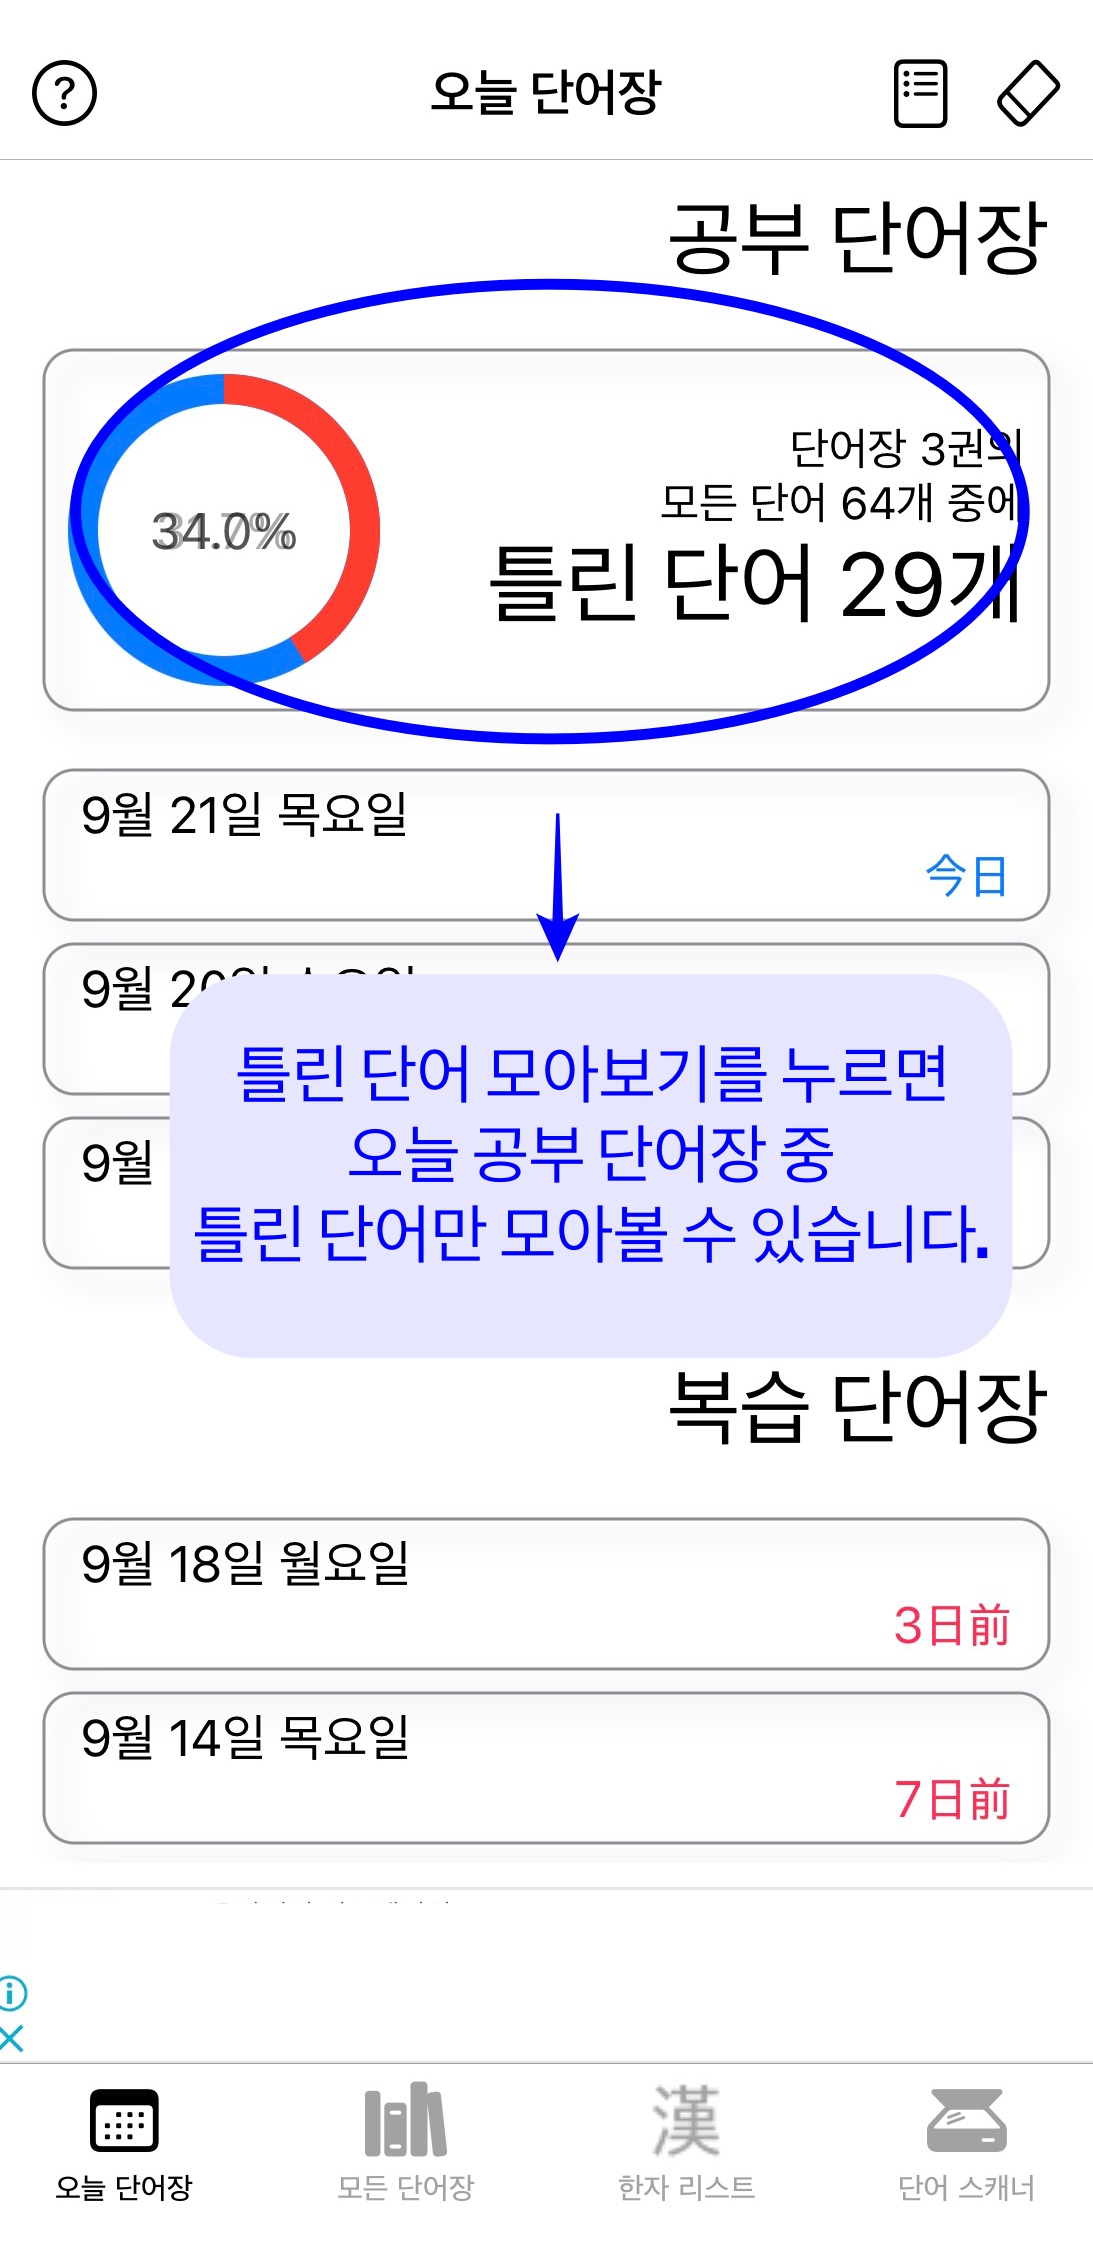 오늘 단어장
공부 단어장
단어장 3권의
모든 단어 64개 중에
틀린 단어 29개
9월 21일 목요일
今日
9월
9월
틀린 단어 모아보기를 누르면
오늘 공부 단어장 중
틀린 단어만 모아볼 수 있습니다.
복습 단어장
9월 18일 월요일
3日前
9월 14일 목요일
7日前
오늘 단어장
모든 단어장
漢
한자 리스트
단어 스캐너